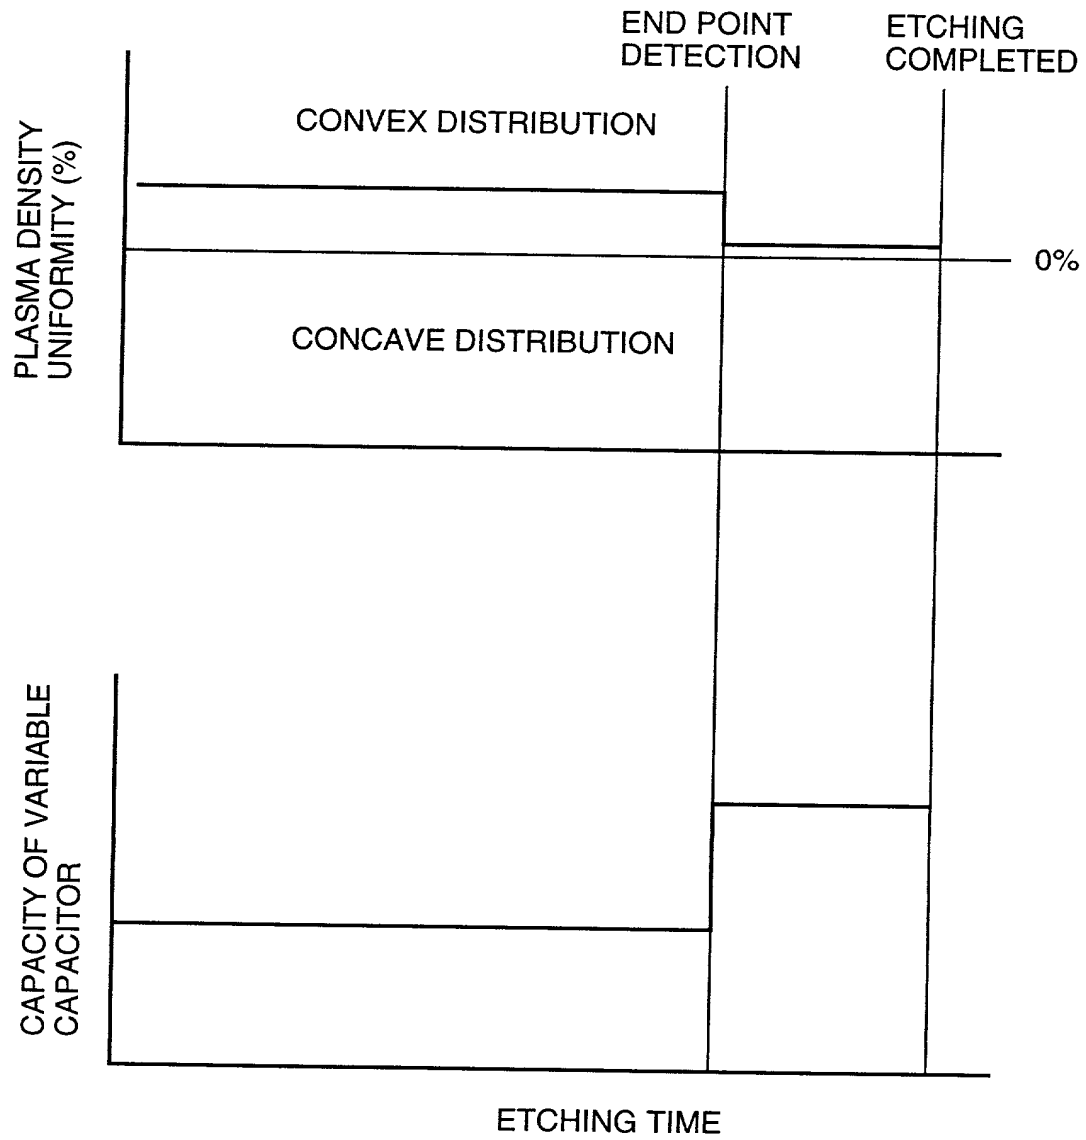 END POINT
DETECTION
ETCHING
COMPLETED
CONVEX DISTRIBUTION
PLASMA DENSITY
UNIFORMITY (%)
0%
CONCAVE DISTRIBUTION
CAPACITY OF VARIABLE
CAPACITOR
ETCHING TIME